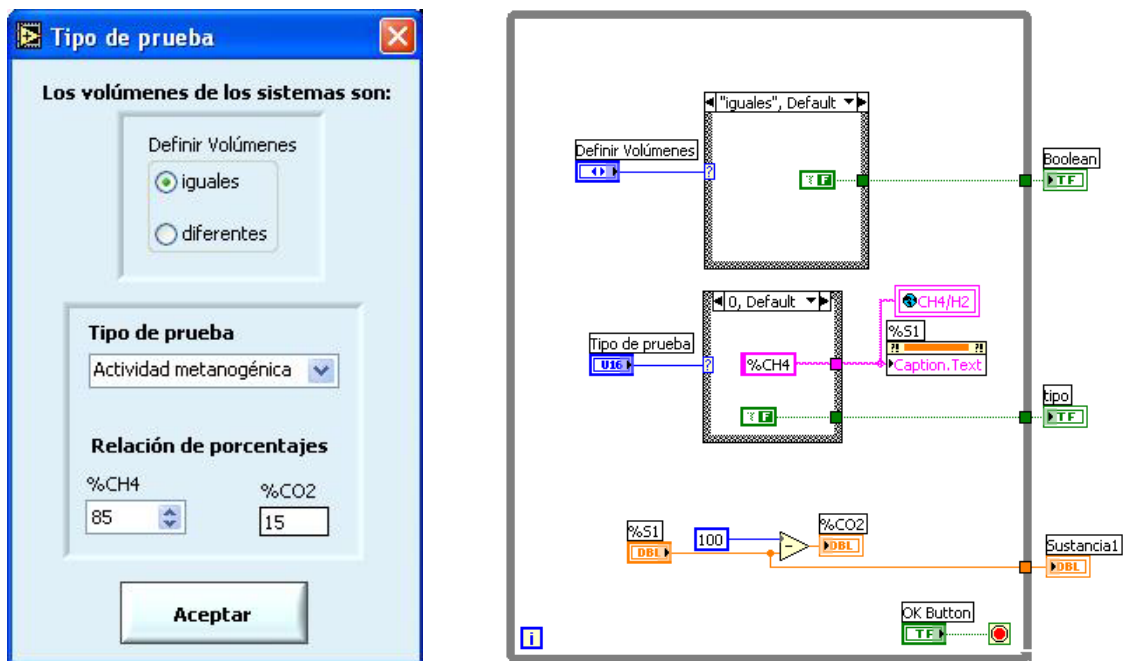 Tipo de prueba
Los volúmenes de los sistemas son:
Definir Volúmenes
iguales
diferentes
Tipo de prueba
Actividad metanogénica
Relación de porcentajes
%CH4
%CO2
85
15
Aceptar
"iguales", Default
Definir Volúmenes
?
F
Boolean
TF
0, Default
CH4/H2
%S1
Tipo de prueba
U16
?
%CH4
?!
?!
Caption.Text
F
tipo
TF
%S1
DBL
100
-
%CO2
DBL
Sustancia1
DBL
OK Button
TF
i